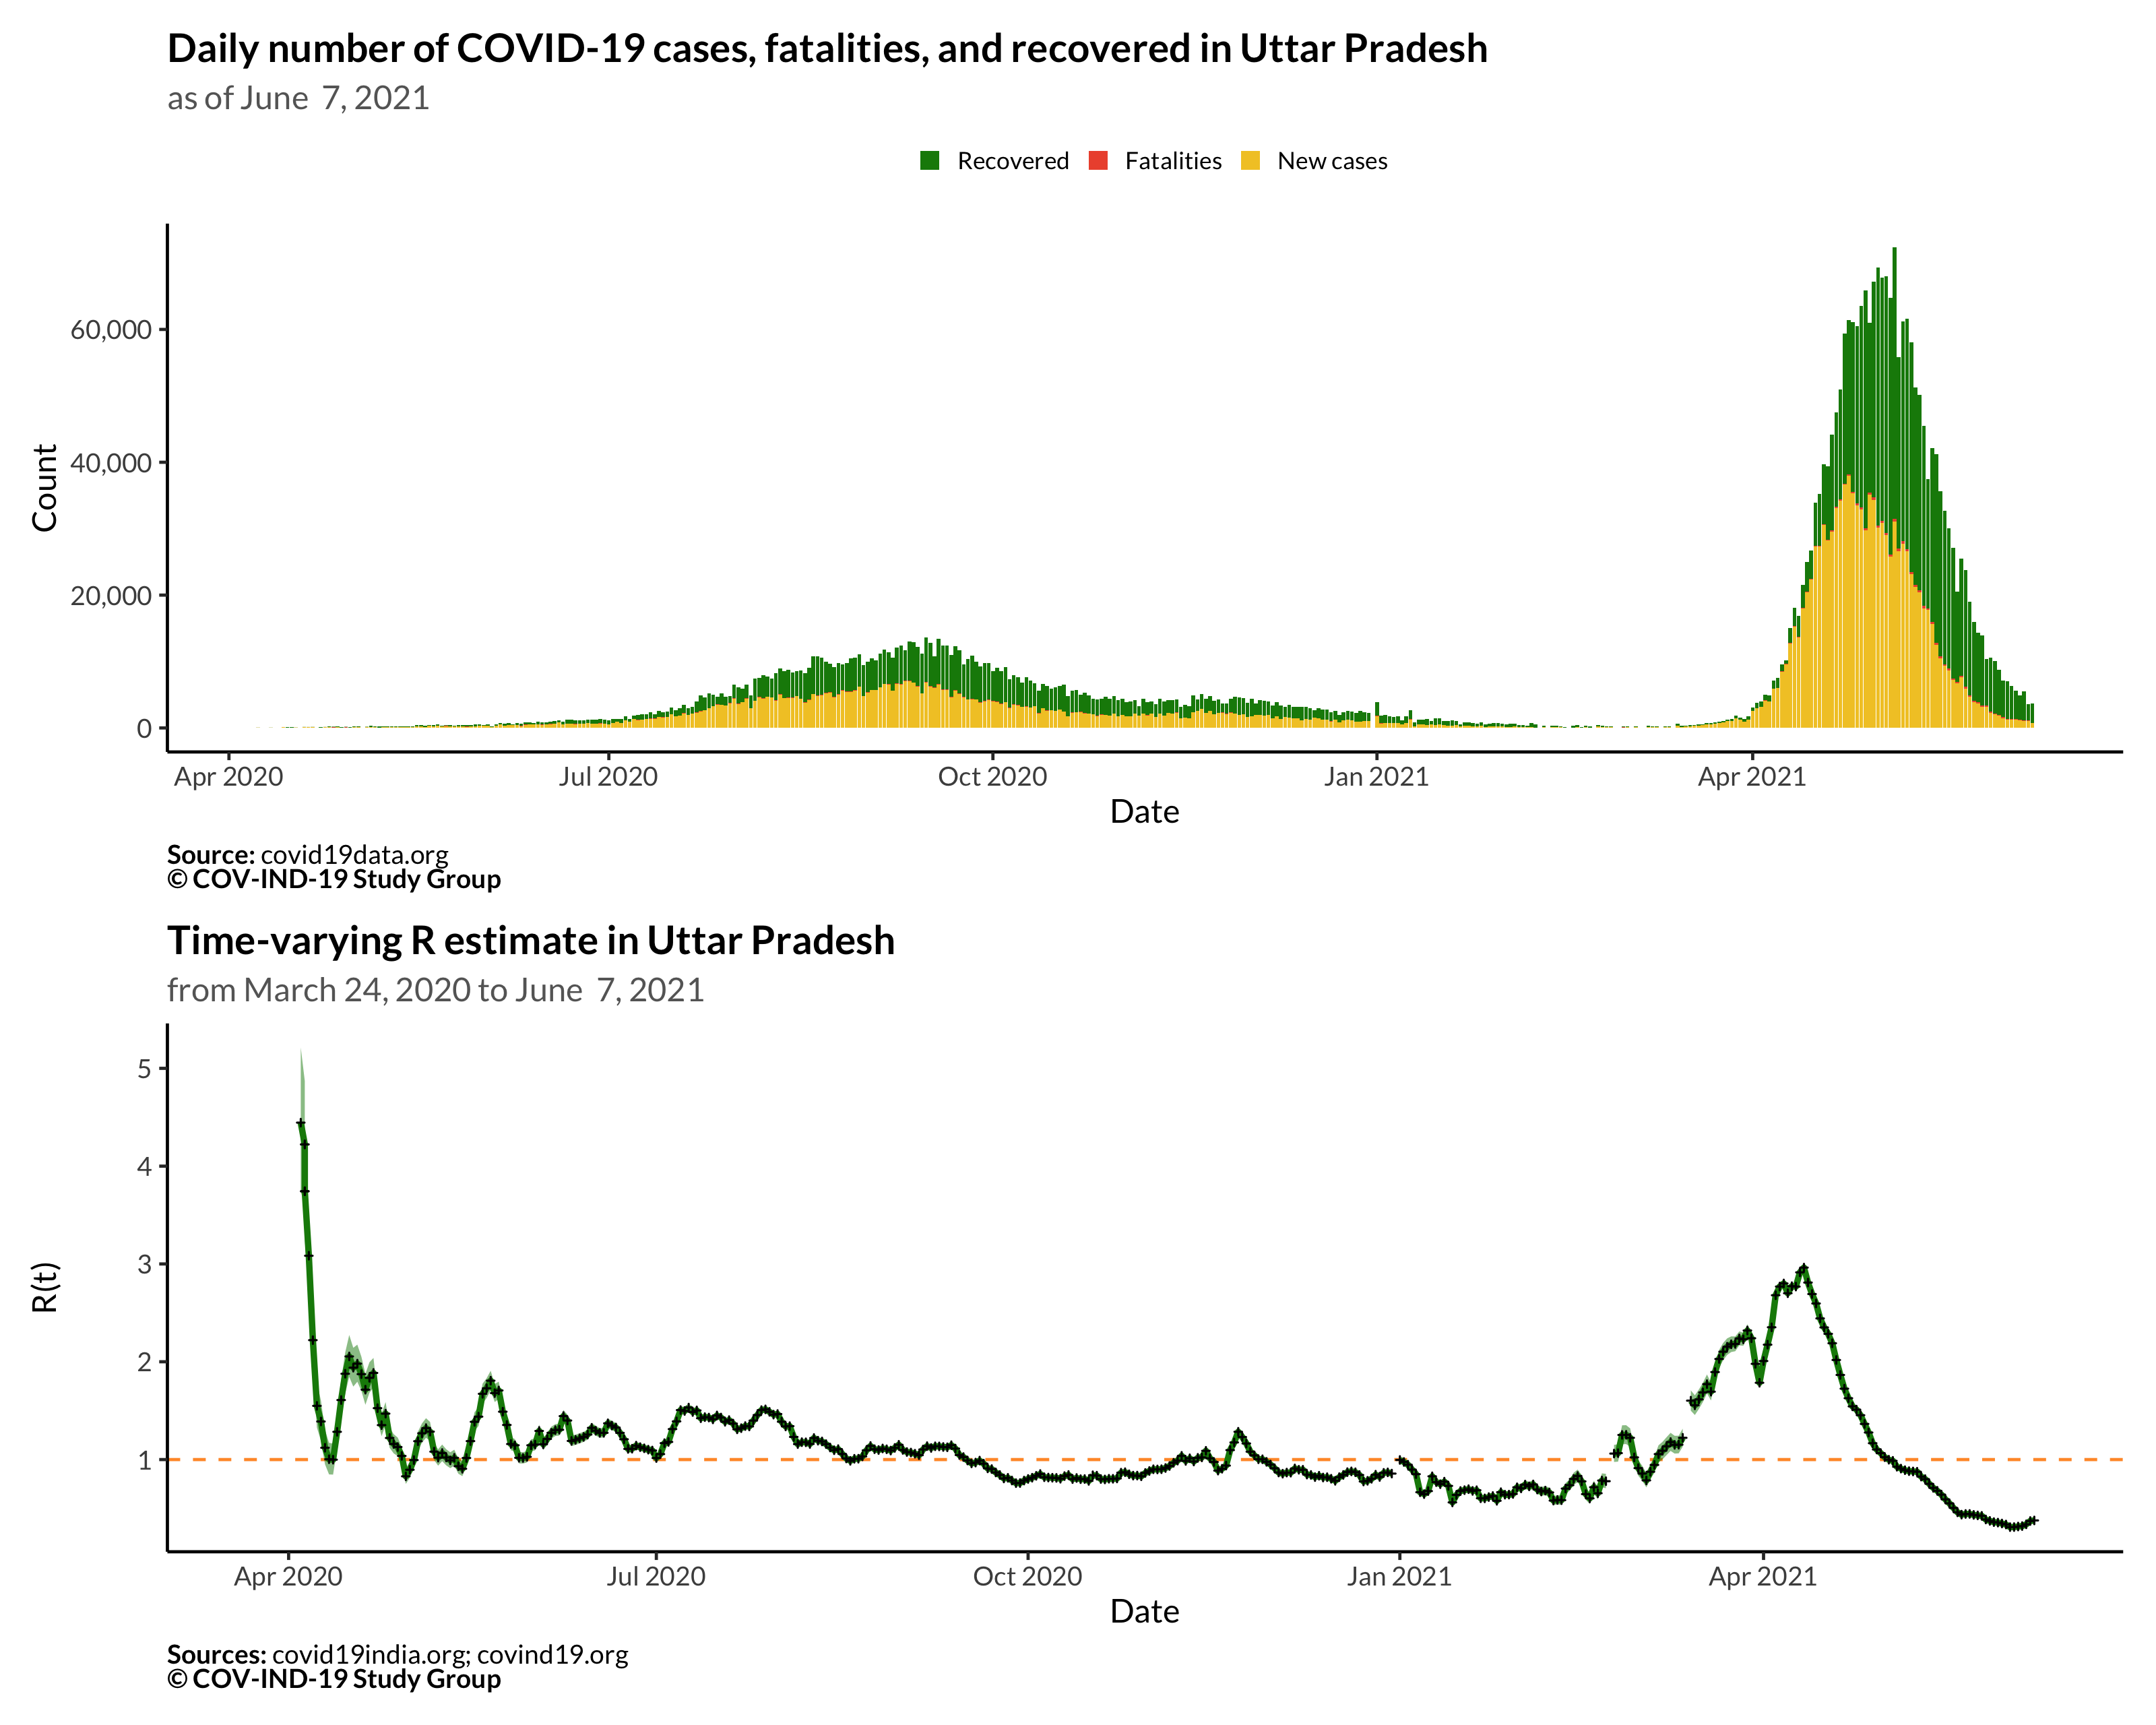 Daily number of COVID-19 cases, fatalities, and recovered in Uttar Pradesh
as of June  7, 2021
Recovered Fatalities New cases
Count
60,000
40,000
20,000
0
Apr 2020 Jul 2020 Oct 2020 Jan 2021 Apr 2021
Date
Source: covid19data.org
© COV-IND-19 Study Group
Time-varying R estimate in Uttar Pradesh
from March 24, 2020 to June  7, 2021
R(t)
5
4
3
2
1
Apr 2020 Jul 2020 Oct 2020 Jan 2021 Apr 2021
Date
Sources: covid19india.org; covind19.org
© COV-IND-19 Study Group